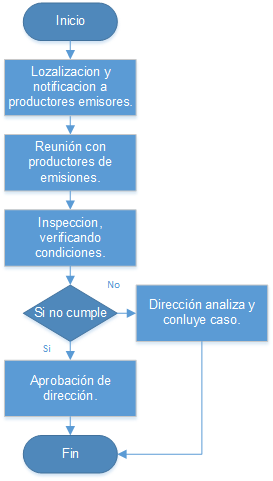 Inicio
Lozalizacion y
notificacion a
productores emisores.
Reunión con
productores de
emisiones.
Inspeccion,
verificando
condiciones.
No
Si no cumple
Dirección analiza y
conluye caso.
Si
Aprobación de
dirección.
Fin